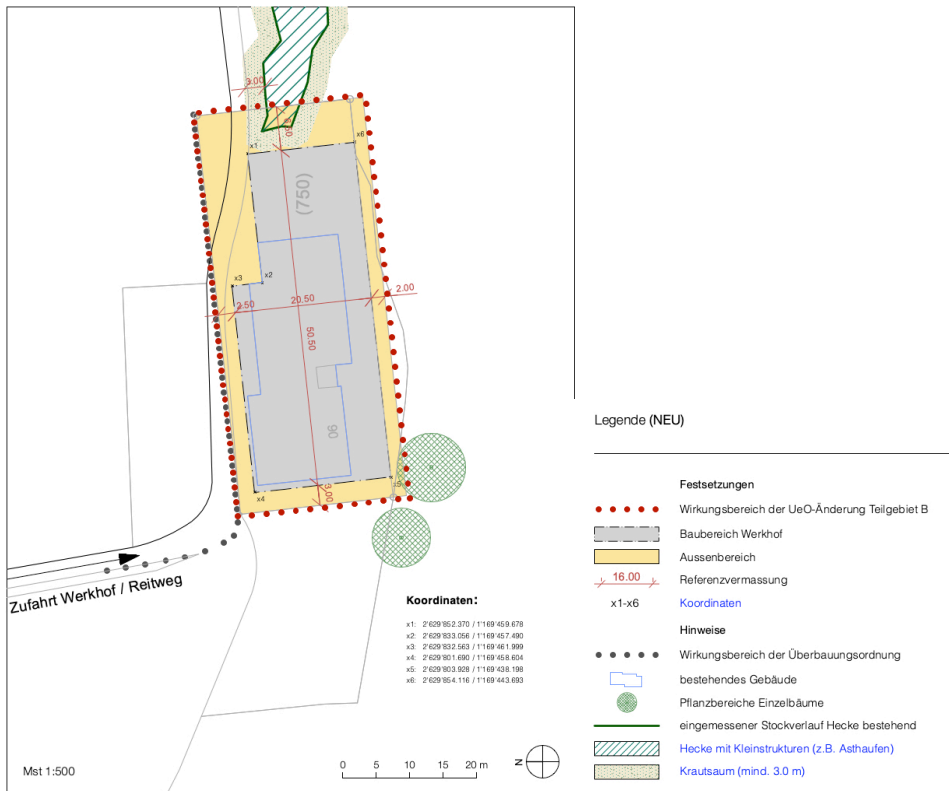 3.00
6.50
x6
x1
(750)
x3
x2
2.00
2.50
20.50
50.50
96
x5
x4
3.00
Zufahrt Werkhof / Reitweg
Koordinaten:
x1: 2'629'852.370 / 1'169'459.678
x2: 2'629'833.056 / 1'169'457.490
x3: 2'629'832.563 / 1'169'461.999
x4: 2'629'801.690 / 1'169'458.604
x5: 2'629'803.928 / 1'169'438.198
x6: 2'629'854.116 / 1'169'443.693
Mst 1:500
0 5 10 15 20 m
N
Legende (NEU)
Festsetzungen
Wirkungsbereich der UeO-Änderung Teilgebiet B
Baubereich Werkhof
Aussenbereich
16.00 Referenzvermassung
x1-x6 Koordinaten
Hinweise
Wirkungsbereich der Überbauungsordnung
bestehendes Gebäude
Pflanzbereiche Einzelbäume
eingemessener Stockverlauf Hecke bestehend
Hecke mit Kleinstrukturen (z.B. Asthaufen)
Krautsaum (mind. 3.0 m)